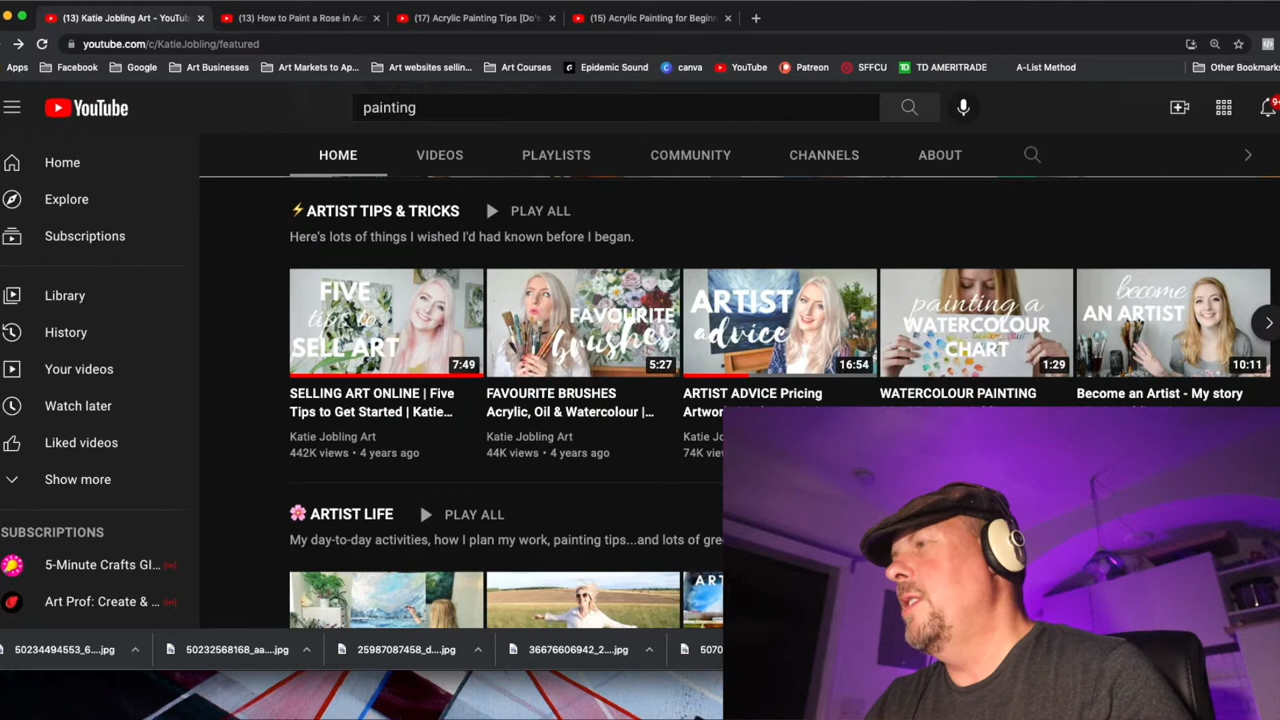 (13) Katie Jobling Art - YouTub
(13) How to Paint a Rose in Acr
(17) Acrylic Painting Tips [Do's
(15) Acrylic Painting for Beginn
youtube.com/c/KatieJobling/featured
Apps Facebook Google Art Businesses Art Markets to Ap... Art websites sellin... Art Courses Epidemic Sound canva YouTube Patreon SFFCU TD AMERITRADE A-List Method Other Bookmarks
YouTube
painting
9+
HOME VIDEOS PLAYLISTS COMMUNITY CHANNELS ABOUT
Home
Explore
Subscriptions
Library
History
Your videos
Watch later
Liked videos
Show more
SUBSCRIPTIONS
5-Minute Crafts GI...
Art Prof: Create & ...
⚡ARTIST TIPS & TRICKS PLAY ALL
Here's lots of things I wished I'd had known before I began.
FIVE
tips to
SELL ART
7:49
FAVOURITE
brushes
5:27
ARTIST
advice
16:54
painting a
WATERCOLOUR
CHART
1:29
become
AN ARTIST
10:11
SELLING ART ONLINE | Five
Tips to Get Started | Katie...
Katie Jobling Art
442K views • 4 years ago
FAVOURITE BRUSHES
Acrylic, Oil & Watercolour |...
Katie Jobling Art
44K views • 4 years ago
ARTIST ADVICE Pricing
Artwor
Katie Jo
74K vie
WATERCOLOUR PAINTING
Become an Artist - My story
🌸 ARTIST LIFE PLAY ALL
My day-to-day activities, how I plan my work, painting tips...and lots of gre
50234494553_6....jpg
50232568168_aa....jpg
25987087458_d....jpg
36676606942_2....jpg
5070